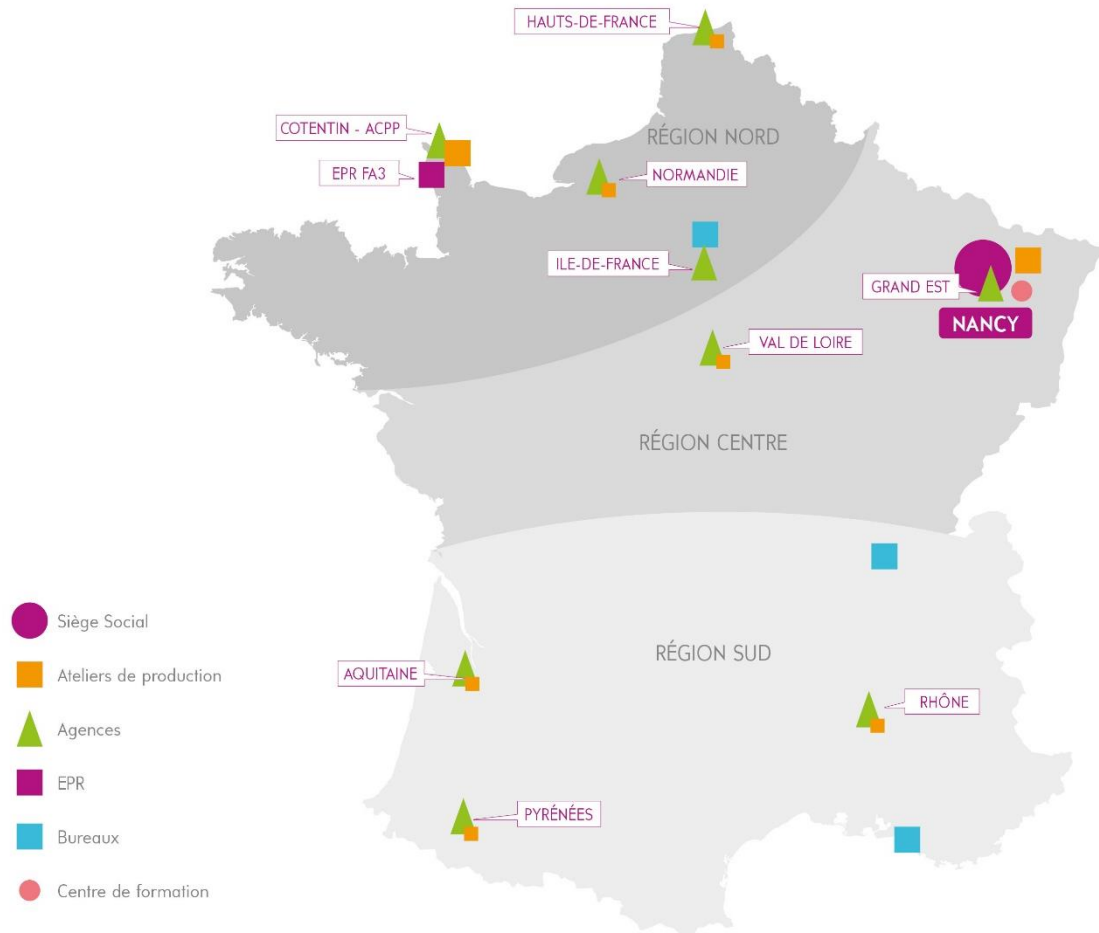 HAUTS-DE-FRANCE
COTENTIN - ACPP
RÉGION NORD
EPR FA3
NORMANDIE
ILE-DE-FRANCE
GRAND EST
NANCY
VAL DE LOIRE
RÉGION CENTRE
RÉGION SUD
AQUITAINE
RHÔNE
PYRÉNÉES
Siège Social
Ateliers de production
Agences
EPR
Bureaux
Centre de formation